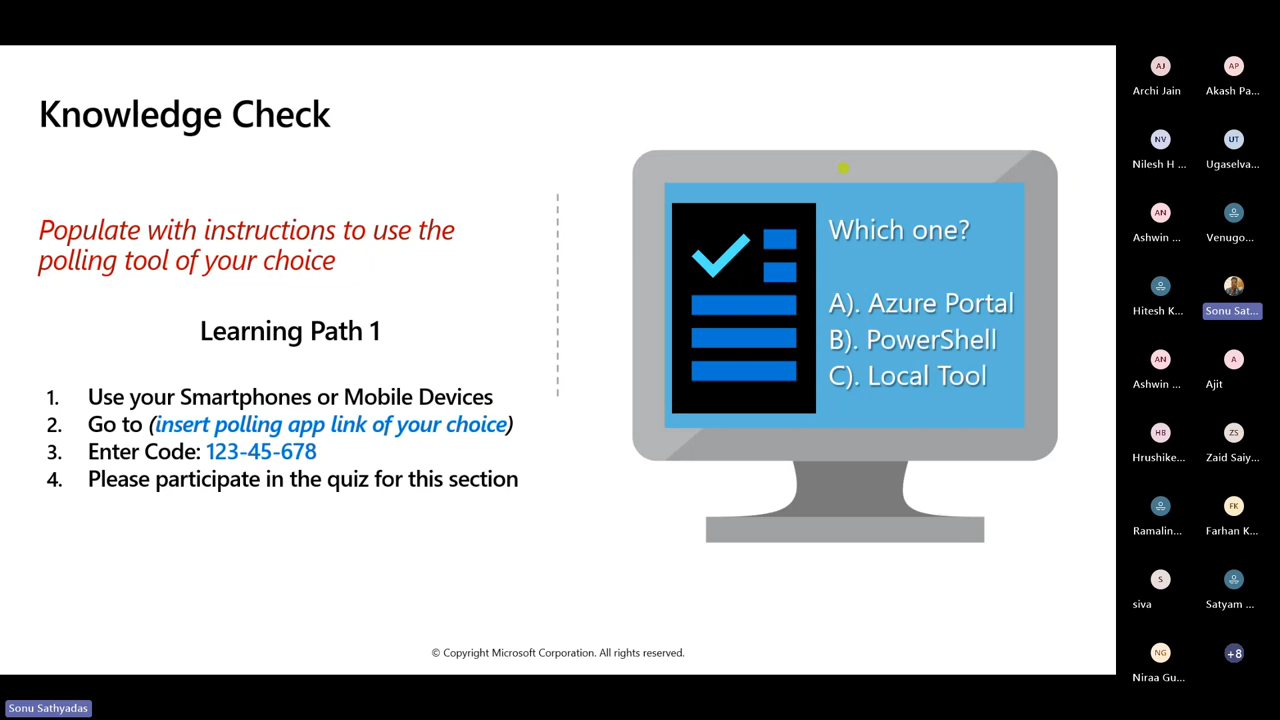 Knowledge Check
Populate with instructions to use the
polling tool of your choice
Learning Path 1
1. Use your Smartphones or Mobile Devices
2. Go to (insert polling app link of your choice)
3. Enter Code: 123-45-678
4. Please participate in the quiz for this section
Which one?
A). Azure Portal
B). PowerShell
C). Local Tool
© Copyright Microsoft Corporation. All rights reserved.
AJ AP
Archi Jain Akash Pa...
NV UT
Nilesh H ... Ugaselva...
AN
Ashwin ... Venugo...
Hitesh K... Sonu Sat...
AN A
Ashwin ... Ajit
HB ZS
Hrushike... Zaid Saiy...
FK
Ramalin... Farhan K...
S
siva Satyam ...
NG +8
Niraa Gu...
Sonu Sathyadas